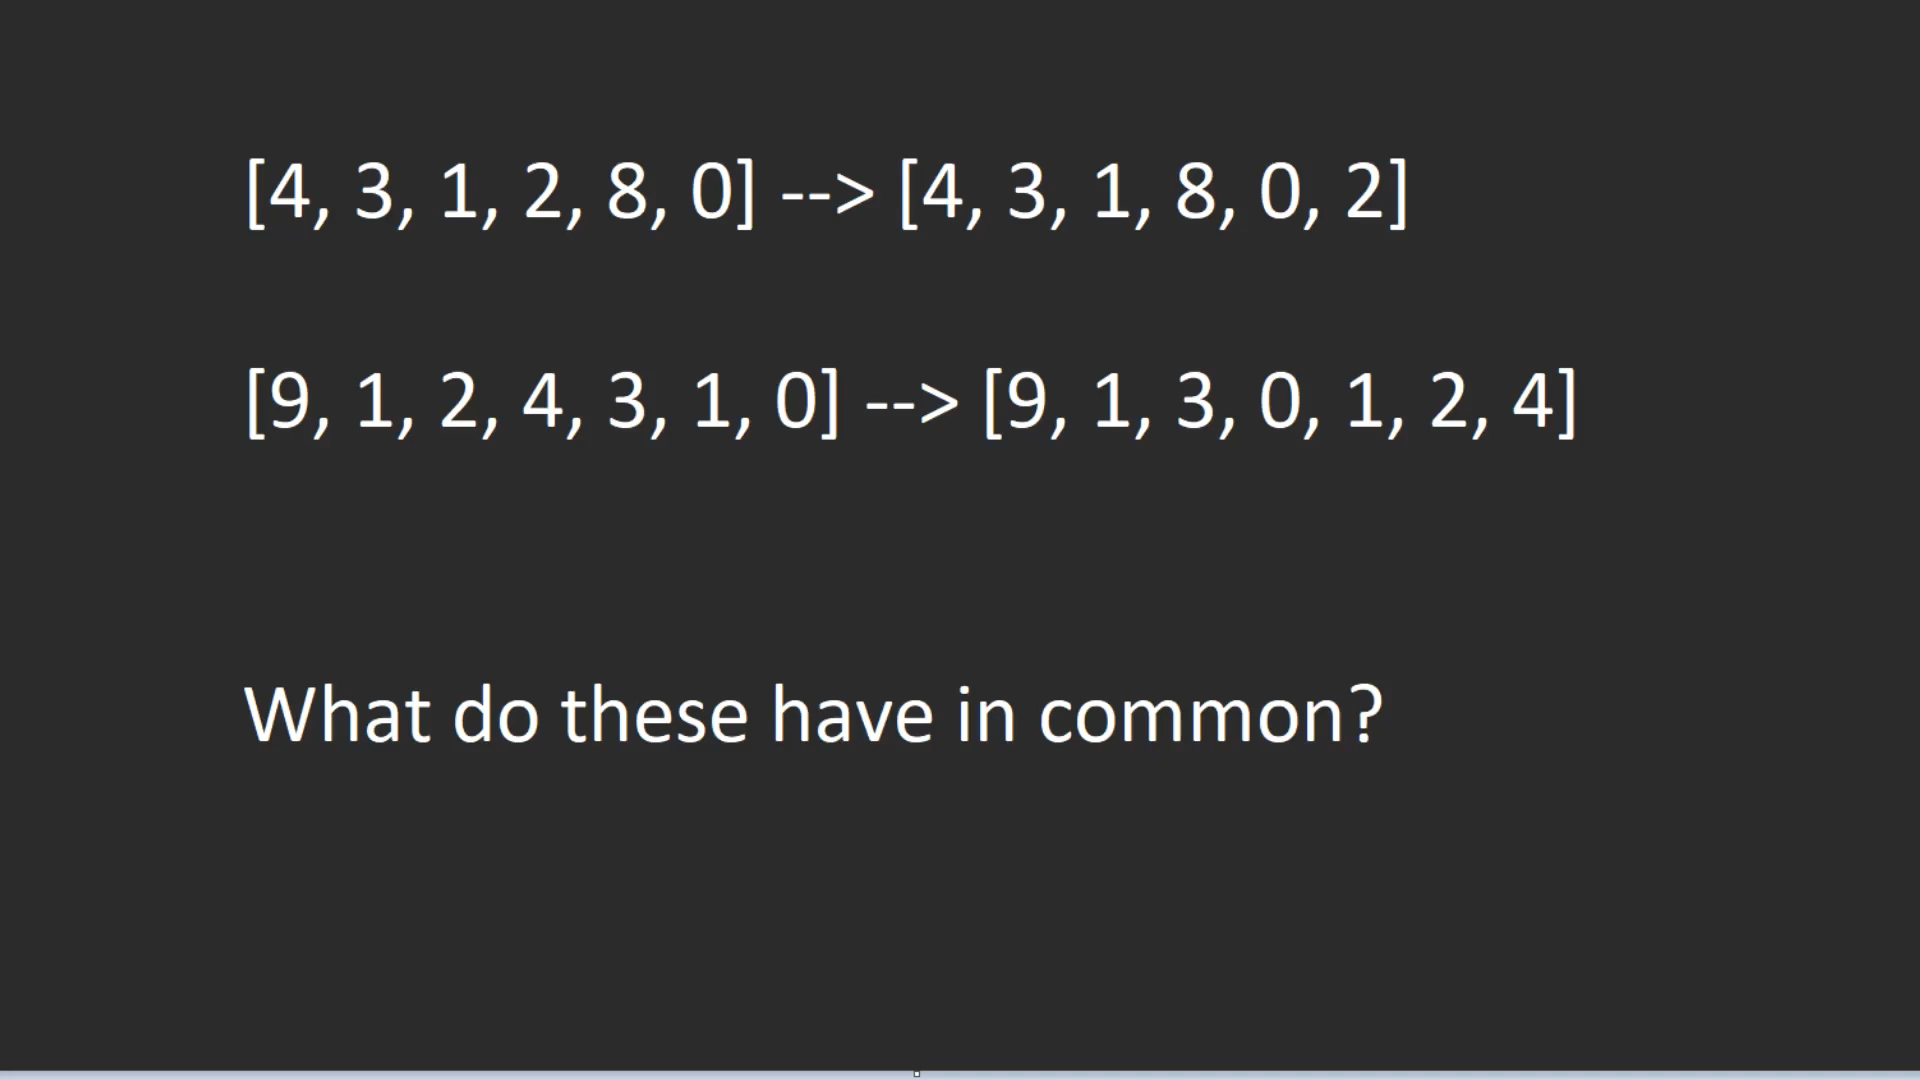 [4, 3, 1, 2, 8, 0] --> [4, 3, 1, 8, 0, 2]
[9, 1, 2, 4, 3, 1, 0] --> [9, 1, 3, 0, 1, 2, 4]
What do these have in common?